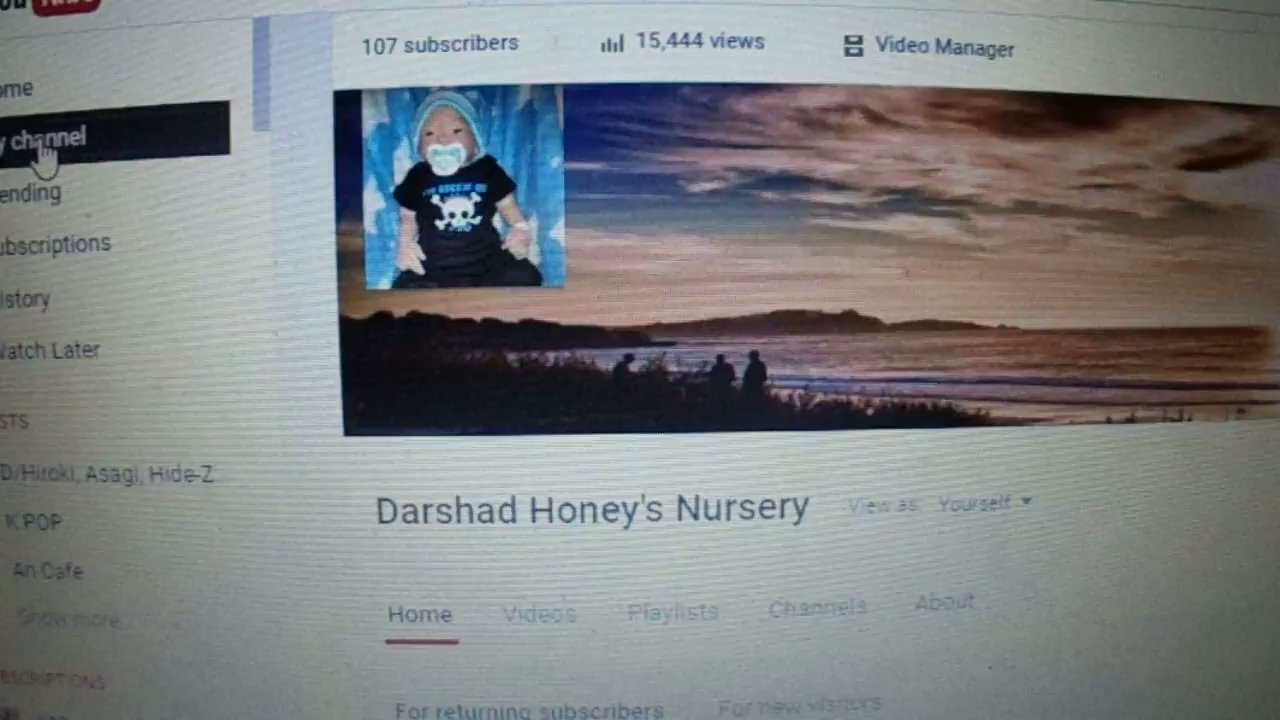 107 subscribers 15,444 views Video Manager
ome
y channel
ending
ubscriptions
istory
Watch Later
STS
D/Hiroki, Asagi, Hide-Z
K POP
An Cafe
Show more
BSCRIPTIONS
Darshad Honey's Nursery View as: Yourself
Home Videos Playlists Channels About
For returning subscribers For new visitors